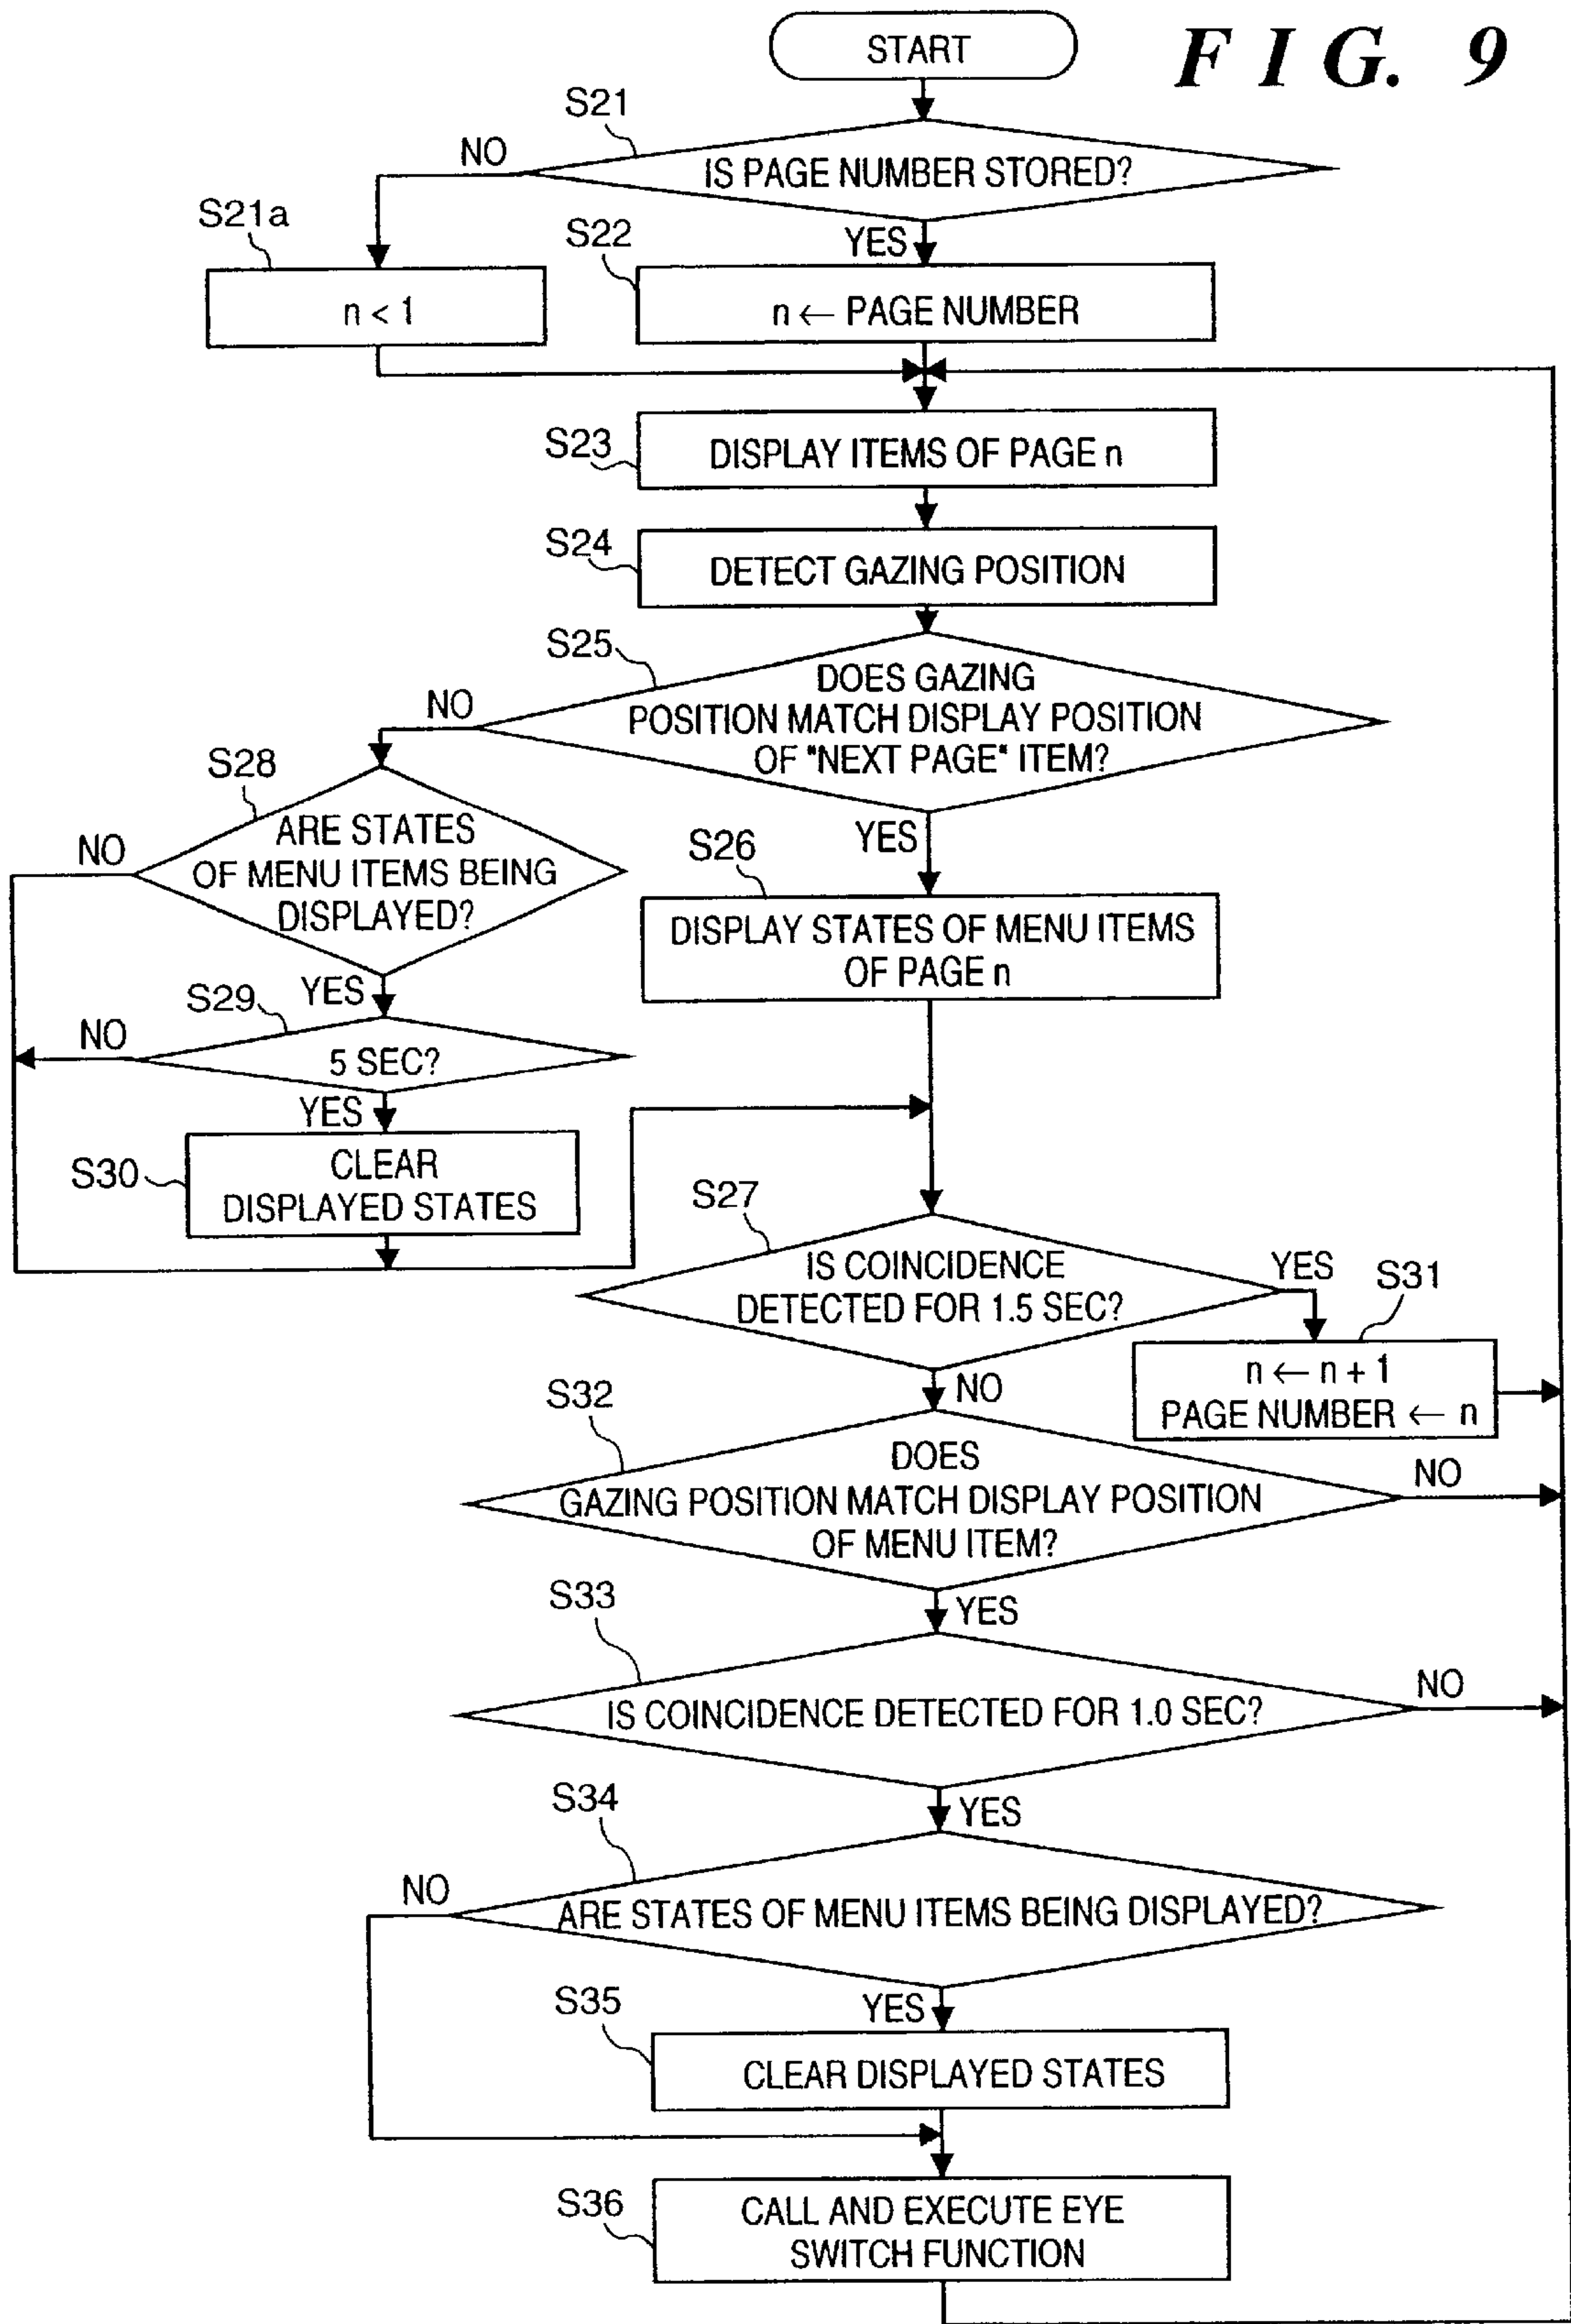 START
FIG. 9
S21
NO
IS PAGE NUMBER STORED?
S21a
S22
YES
n < 1
n ← PAGE NUMBER
S23
DISPLAY ITEMS OF PAGE n
S24
DETECT GAZING POSITION
S25
DOES GAZING
NO
POSITION MATCH DISPLAY POSITION
OF "NEXT PAGE" ITEM?
S28
YES
S26
ARE STATES
NO
OF MENU ITEMS BEING
DISPLAYED?
DISPLAY STATES OF MENU ITEMS
OF PAGE n
YES
S29
NO
5 SEC?
YES
S30
CLEAR
DISPLAYED STATES
S27
IS COINCIDENCE
DETECTED FOR 1.5 SEC?
YES
S31
n ← n + 1
PAGE NUMBER ← n
NO
S32
DOES
GAZING POSITION MATCH DISPLAY POSITION
OF MENU ITEM?
NO
YES
S33
IS COINCIDENCE DETECTED FOR 1.0 SEC?
NO
YES
S34
NO
ARE STATES OF MENU ITEMS BEING DISPLAYED?
YES
S35
CLEAR DISPLAYED STATES
S36
CALL AND EXECUTE EYE
SWITCH FUNCTION